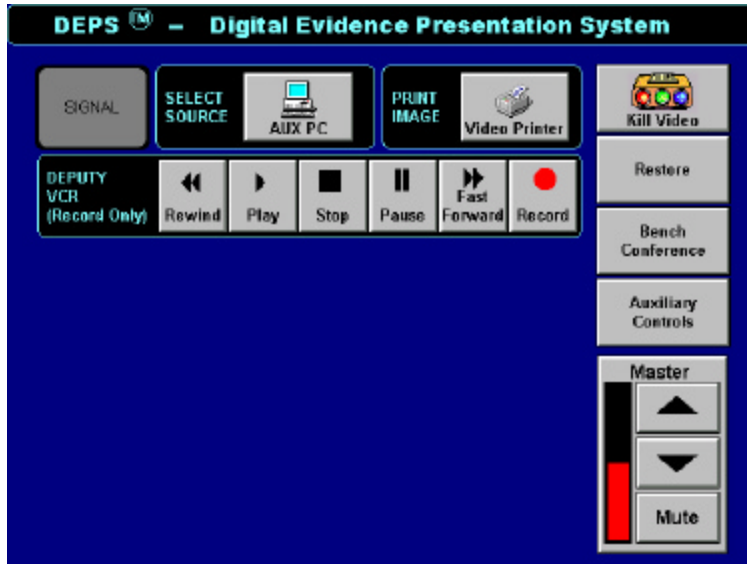 DEPS ™ – Digital Evidence Presentation System
SIGNAL
SELECT
SOURCE
AUX PC
PRINT
IMAGE
Video Printer
Kill Video
DEPUTY
VCR
(Record Only)
Rewind
Play
Stop
Pause
Fast
Forward
Record
Restore
Bench
Conference
Auxiliary
Controls
Master
Mute